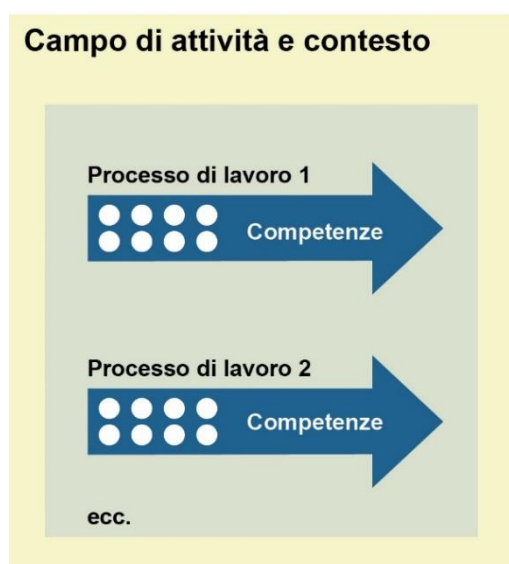 Campo di attività e contesto
Processo di lavoro 1
Competenze
Processo di lavoro 2
Competenze
ecc.